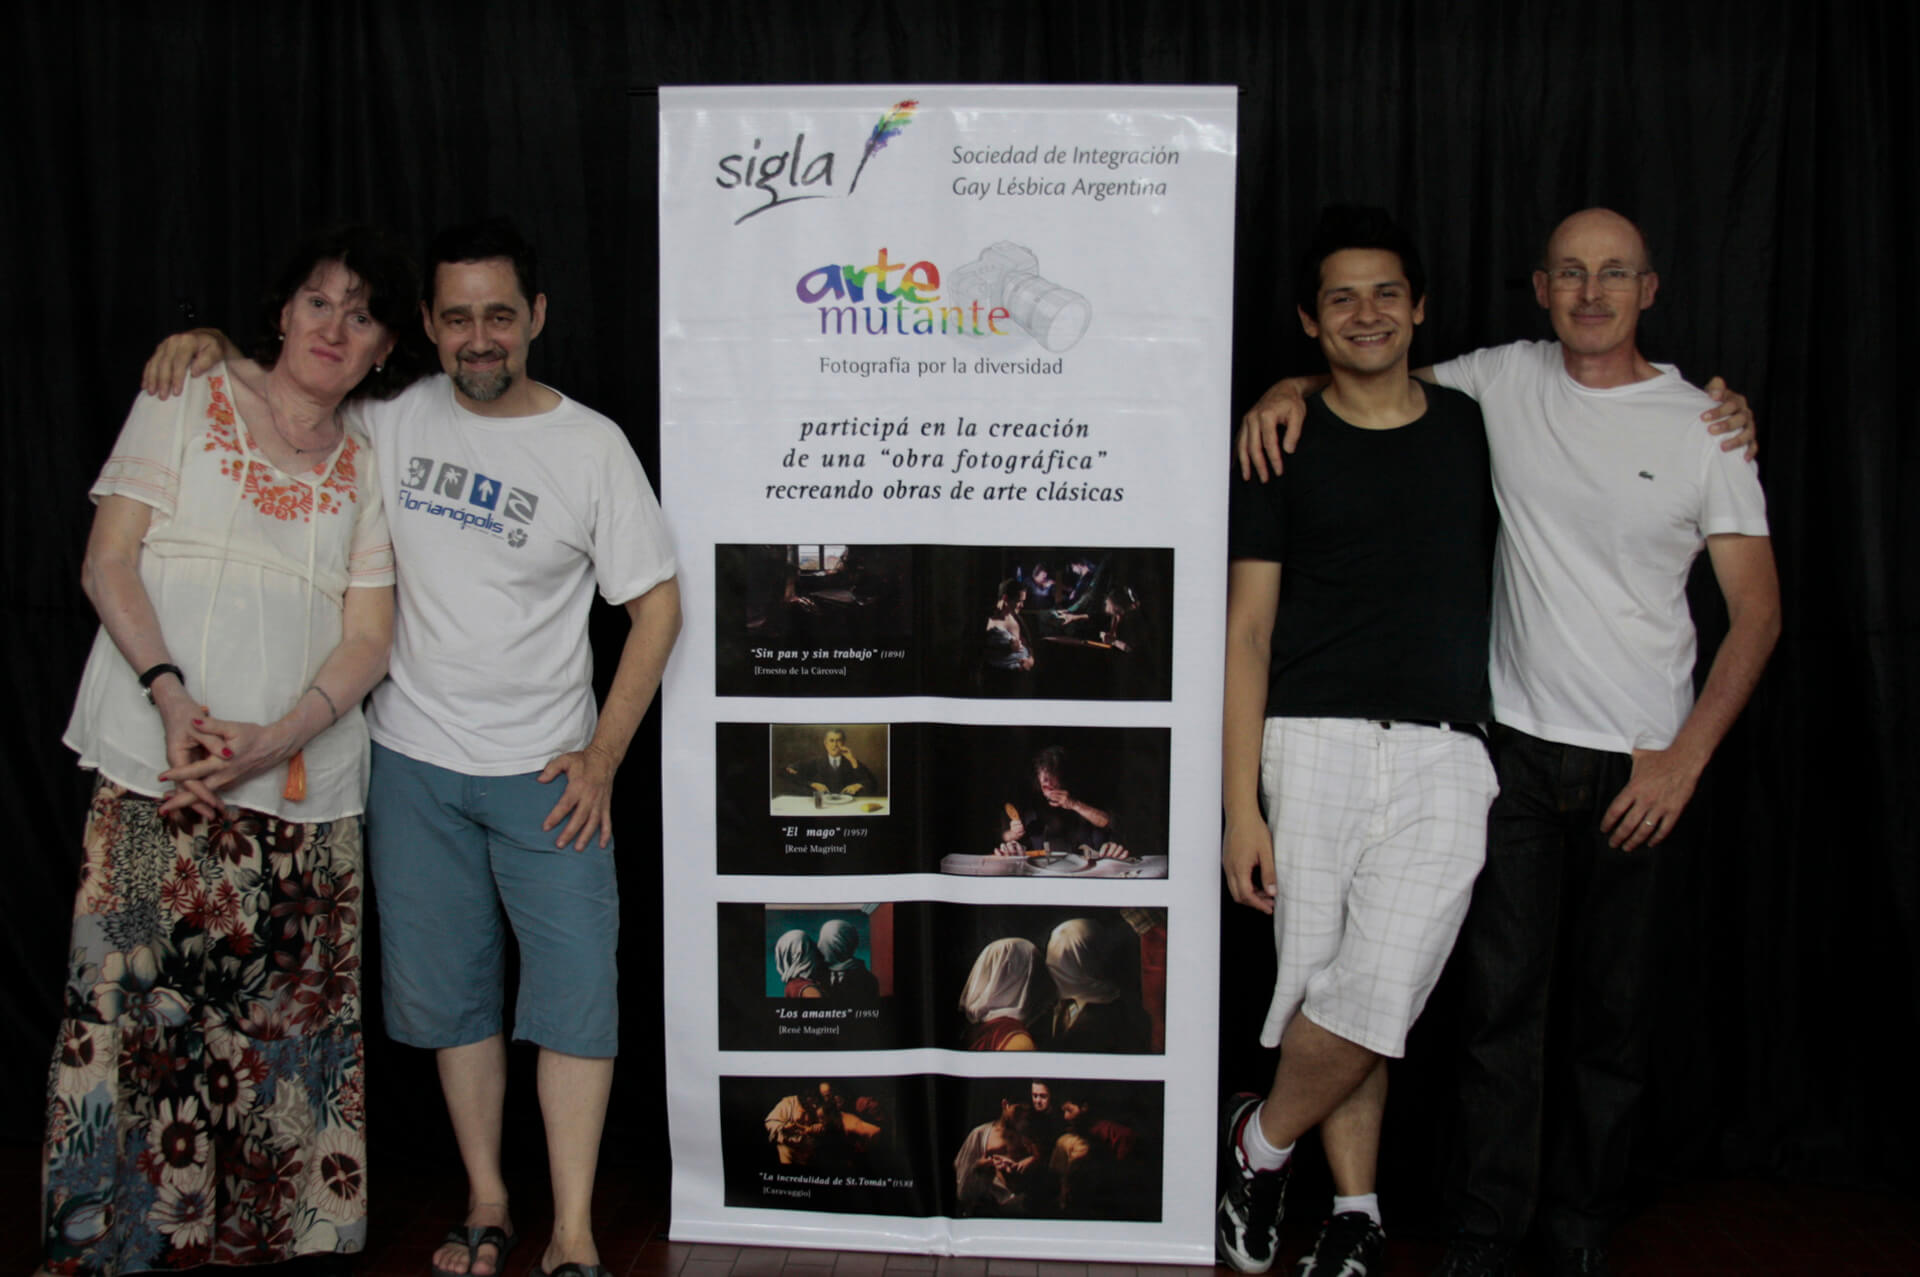 sigla
Sociedad de Integración
Gay Lésbica Argentina
arte
mutante
Fotografía por la diversidad
participá en la creación
de una “obra fotográfica”
recreando obras de arte clásicas
“Sin pan y sin trabajo” (1894)
[Ernesto de la Cárcova]
“El mago” (1957)
[René Magritte]
“Los amantes” (1955)
[René Magritte]
“La incredulidad de St. Tomás”
[Caravaggio]
Florianópolis